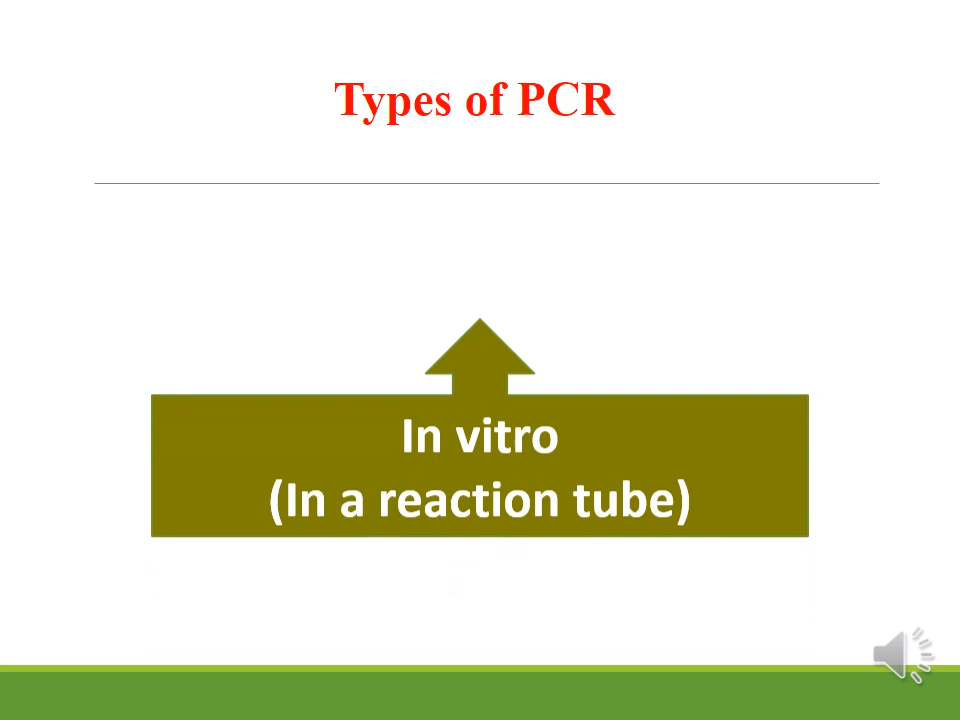 Types of PCR
In vitro
(In a reaction tube)